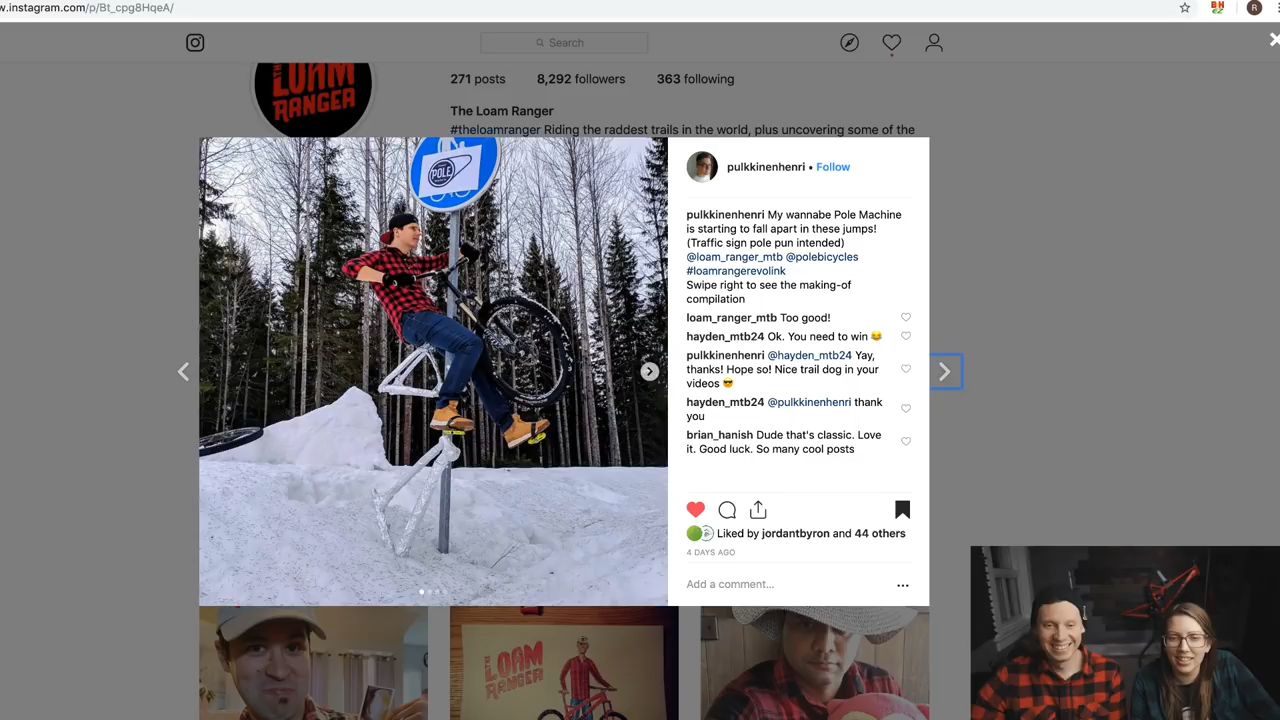 w.instagram.com/p/Bt_cpg8HqeA/
R
Search
271 posts 8,292 followers 363 following
THE
LOAM
RANGER
The Loam Ranger
#theloamranger Riding the raddest trails in the world, plus uncovering some of the
POLE
pulkkinenhenri • Follow
pulkkinenhenri My wannabe Pole Machine
is starting to fall apart in these jumps!
(Traffic sign pole pun intended)
@loam_ranger_mtb @polebicycles
#loamrangerevolink
Swipe right to see the making-of
compilation
loam_ranger_mtb Too good!
hayden_mtb24 Ok. You need to win 😂
pulkkinenhenri @hayden_mtb24 Yay,
thanks! Hope so! Nice trail dog in your
videos 😎
hayden_mtb24 @pulkkinenhenri thank
you
brian_hanish Dude that's classic. Love
it. Good luck. So many cool posts
Liked by jordantbyron and 44 others
4 DAYS AGO
Add a comment...
THE
LOAM
RANGER